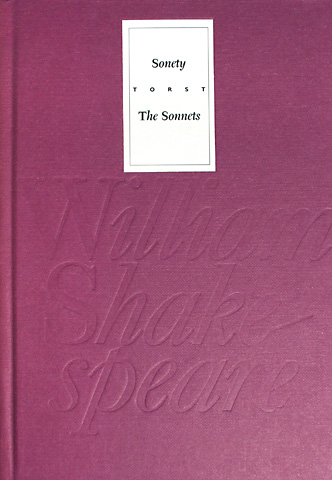 Sonety
TORST
The Sonnets
William
Shake-
speare